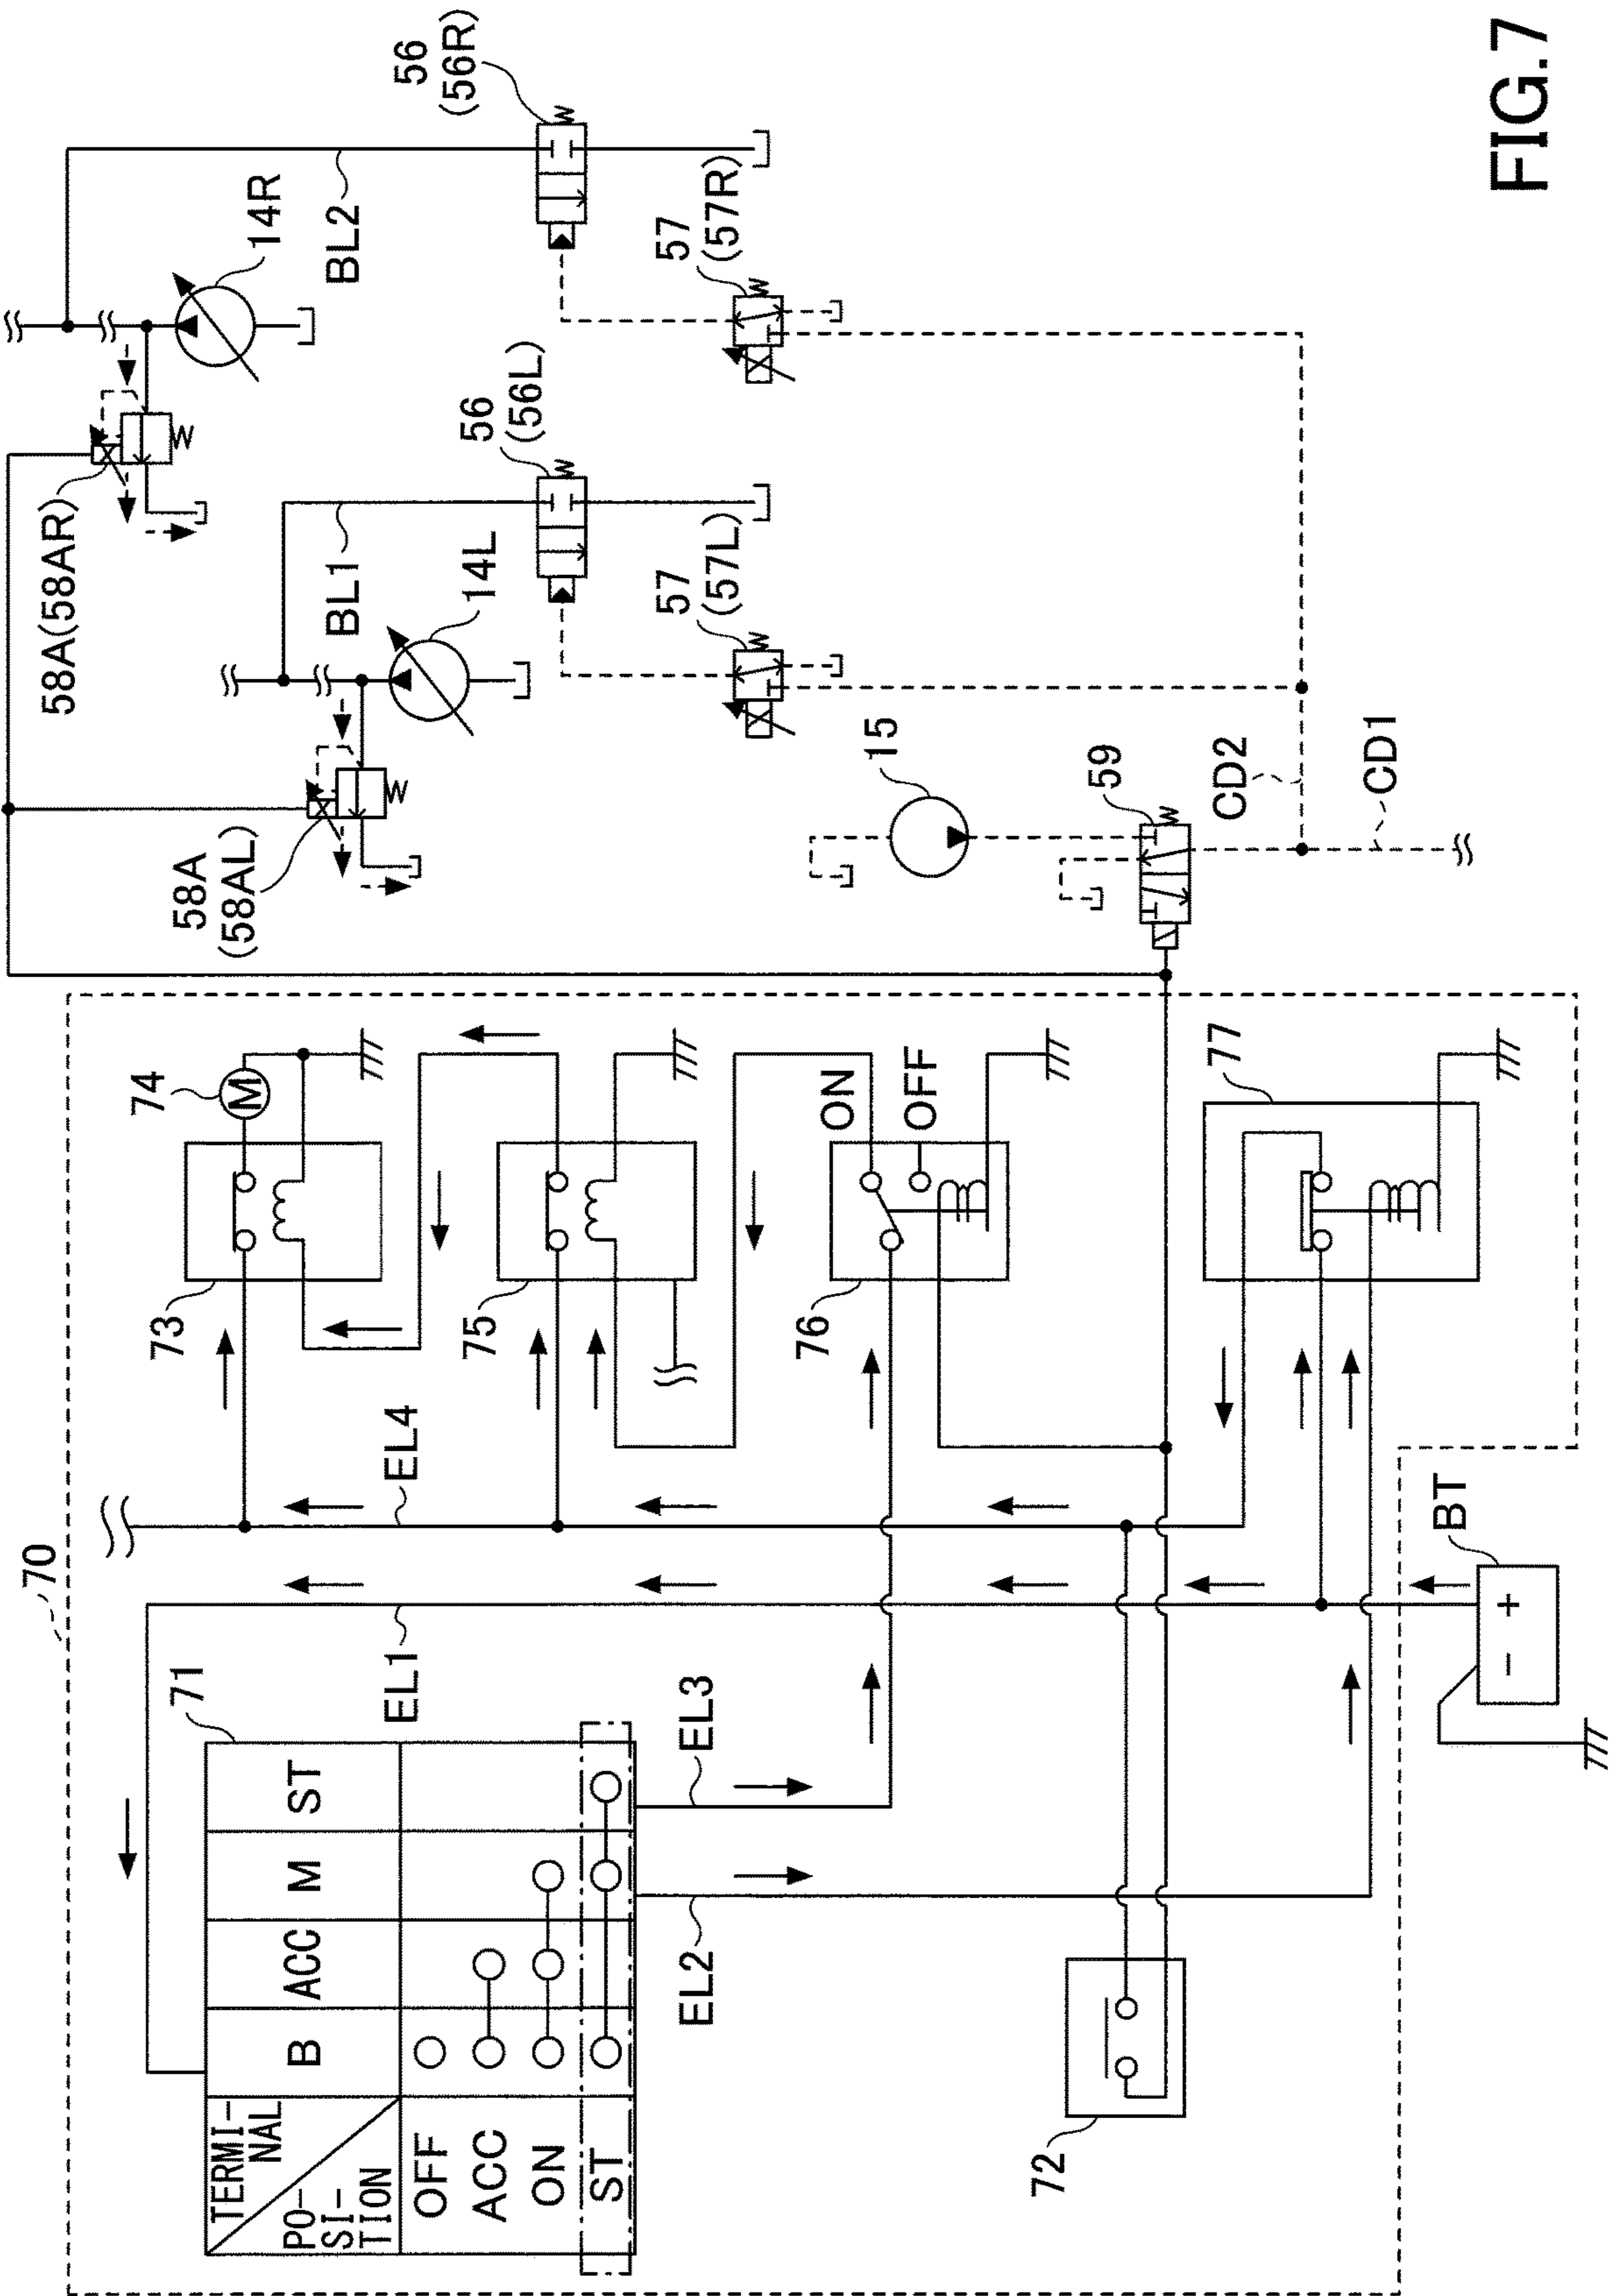 70
71
TERMI-
NAL
PO-
SI-
TION
B
ACC
M
ST
OFF
ACC
ON
ST
EL1
EL2
EL3
EL4
72
BT
+
−
73
74
M
75
76
ON
OFF
77
58A
(58AL)
58A(58AR)
BL1
14L
BL2
14R
56
(56L)
56
(56R)
57
(57L)
57
(57R)
15
59
CD2
CD1
FIG.7